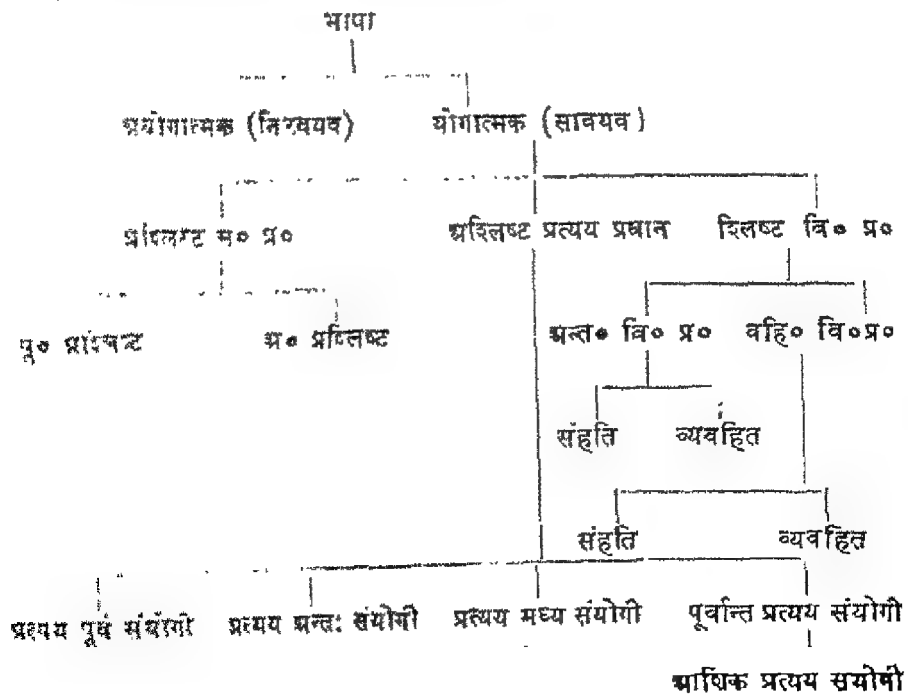 भाषा
अयोगात्मक (निरवयव) योगात्मक (सावयव)
प्रश्लिष्ट स० प्र० अश्लिष्ट प्रत्यय प्रधान श्लिष्ट वि० प्र०
पू० प्रश्लिष्ट अ० प्रश्लिष्ट अन्त० वि० प्र० वहि० वि०प्र०
संहति व्यवहित
संहति व्यवहित
प्रत्यय पूर्व संयोगी प्रत्यय अन्तः संयोगी प्रत्यय मध्य संयोगी पूर्वान्त प्रत्यय संयोगी
आंशिक प्रत्यय संयोगी